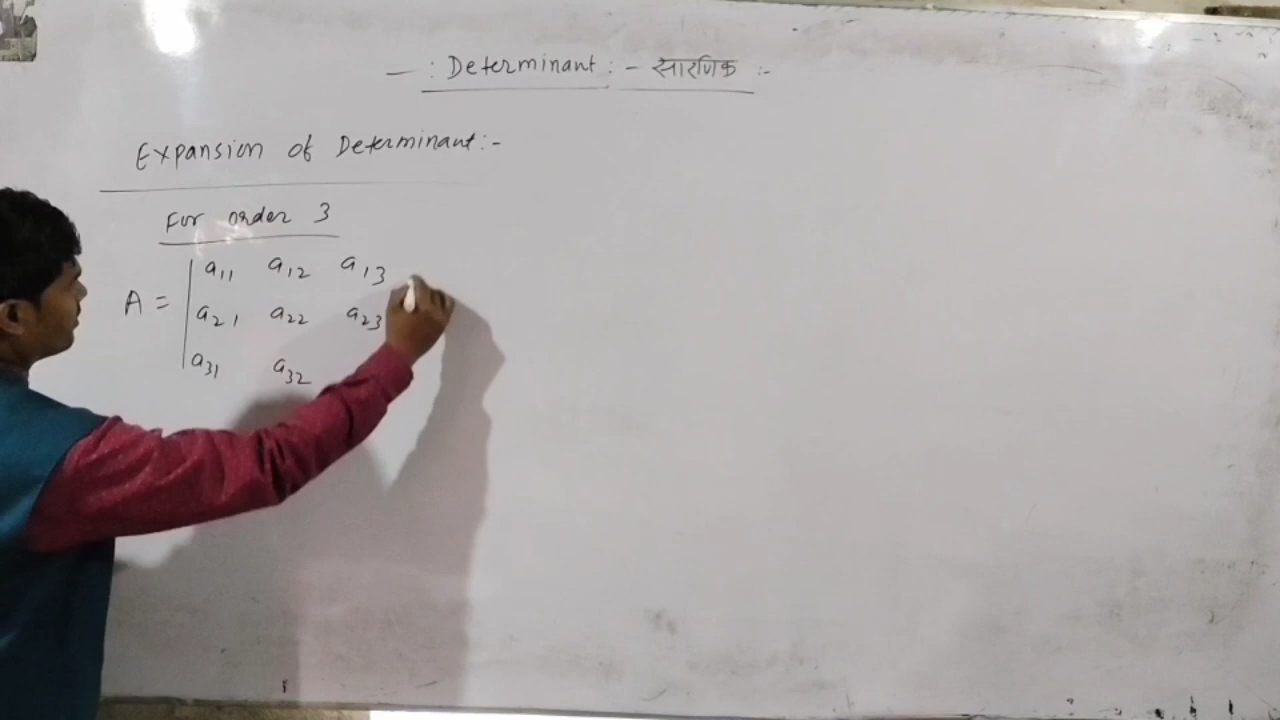 — : Determinant : - सारणिक :-
Expansion of Determinant:-
For order 3
a11 a12 a13
A = | a21 a22 a23
a31 a32